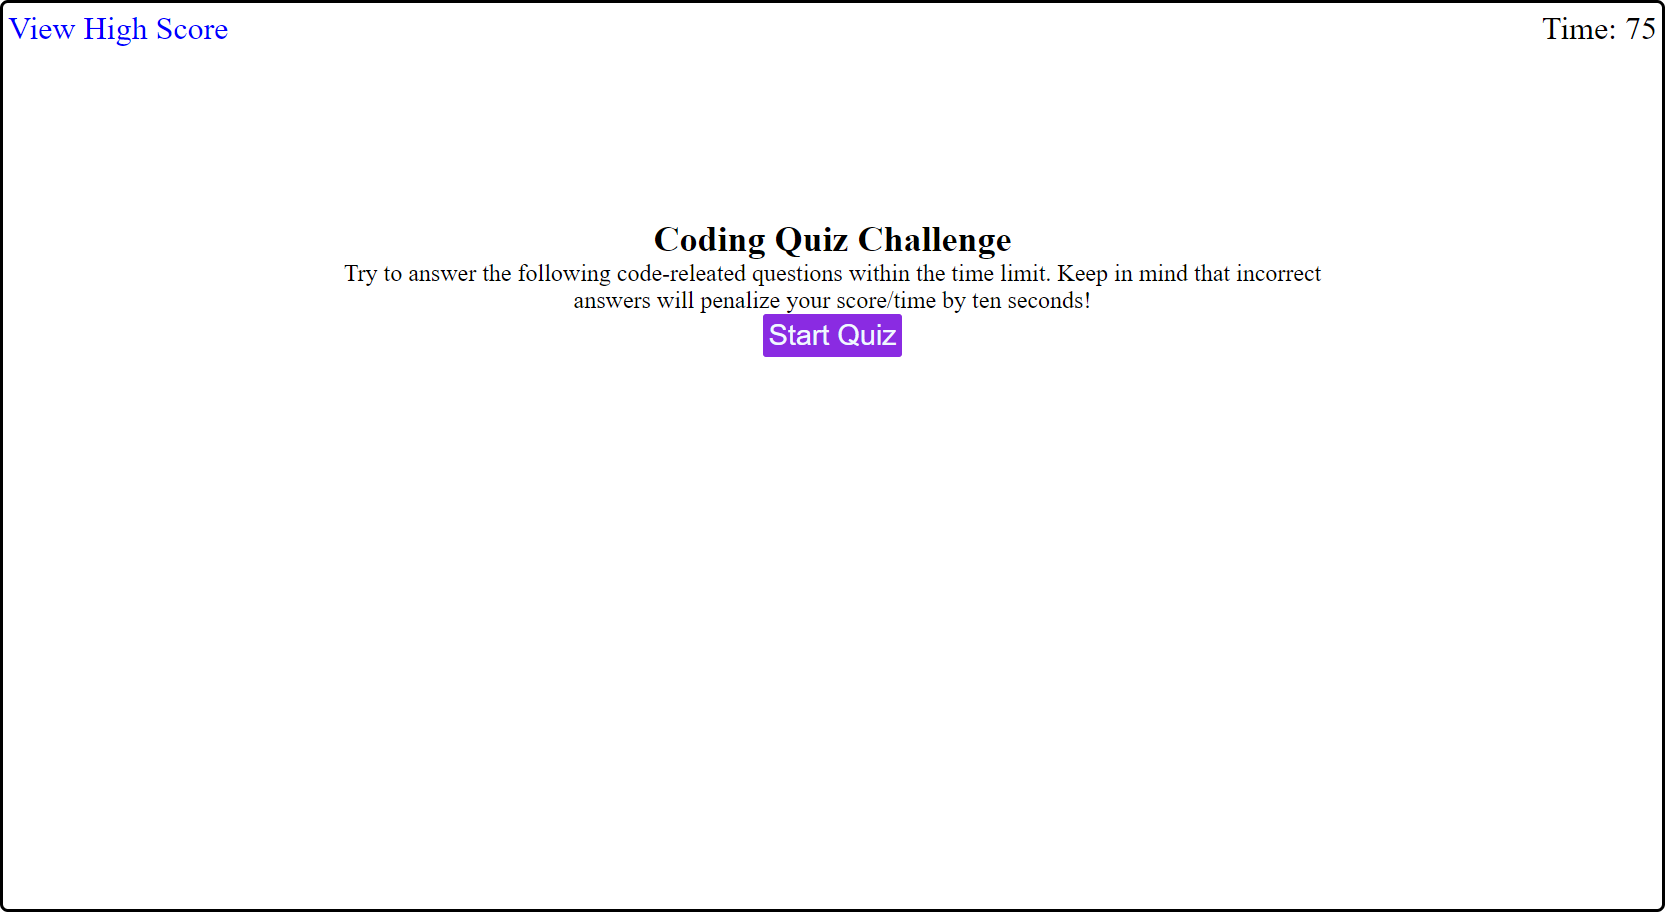 View High Score
Time: 75
Coding Quiz Challenge
Try to answer the following code-releated questions within the time limit. Keep in mind that incorrect
answers will penalize your score/time by ten seconds!
Start Quiz